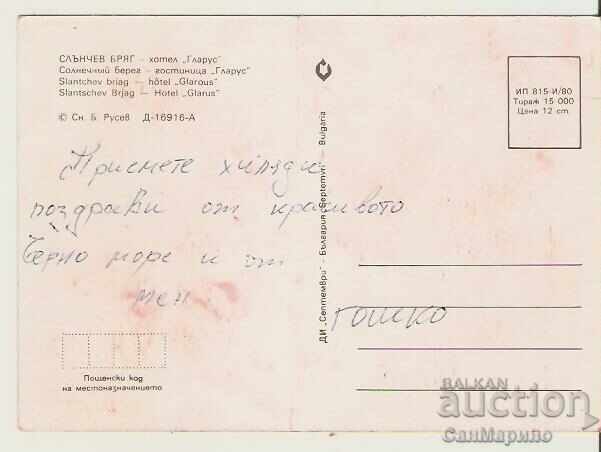 СЛЪНЧЕВ БРЯГ - хотел „Гларус"
Солнечный берег - гостиница "Гларус"
Slantchev briag — hôtel „Glarous"
Slantschev Brjag — Hotel „Glarus"
© Сн. Б. Русев Д-16916-А
ИП 815-И/80
Тираж 15 000
Цена 12 ст.
Приемете хиляди
поздрави от красивото
Черно море и от
мен.
Гошко
ДИ „Септември" - България „Septemvri" — Bulgaria
Пощенски код
на местоназначението
BALKAN
auction
СанМарино